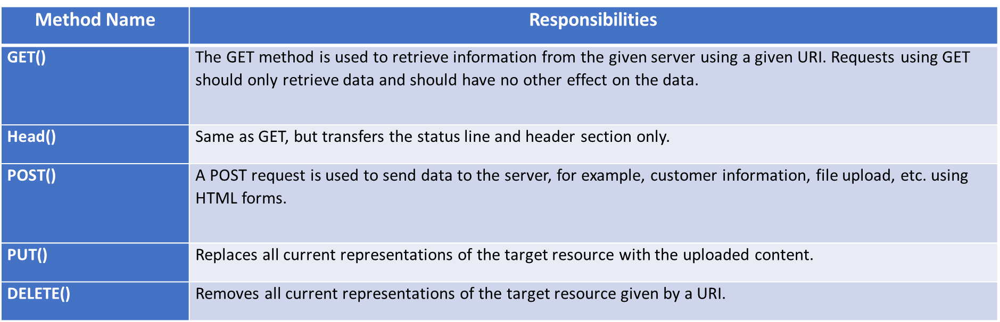 Method Name
Responsibilities
GET()
The GET method is used to retrieve information from the given server using a given URI. Requests using GET
should only retrieve data and should have no other effect on the data.
Head()
Same as GET, but transfers the status line and header section only.
POST()
A POST request is used to send data to the server, for example, customer information, file upload, etc. using
HTML forms.
PUT()
Replaces all current representations of the target resource with the uploaded content.
DELETE()
Removes all current representations of the target resource given by a URI.